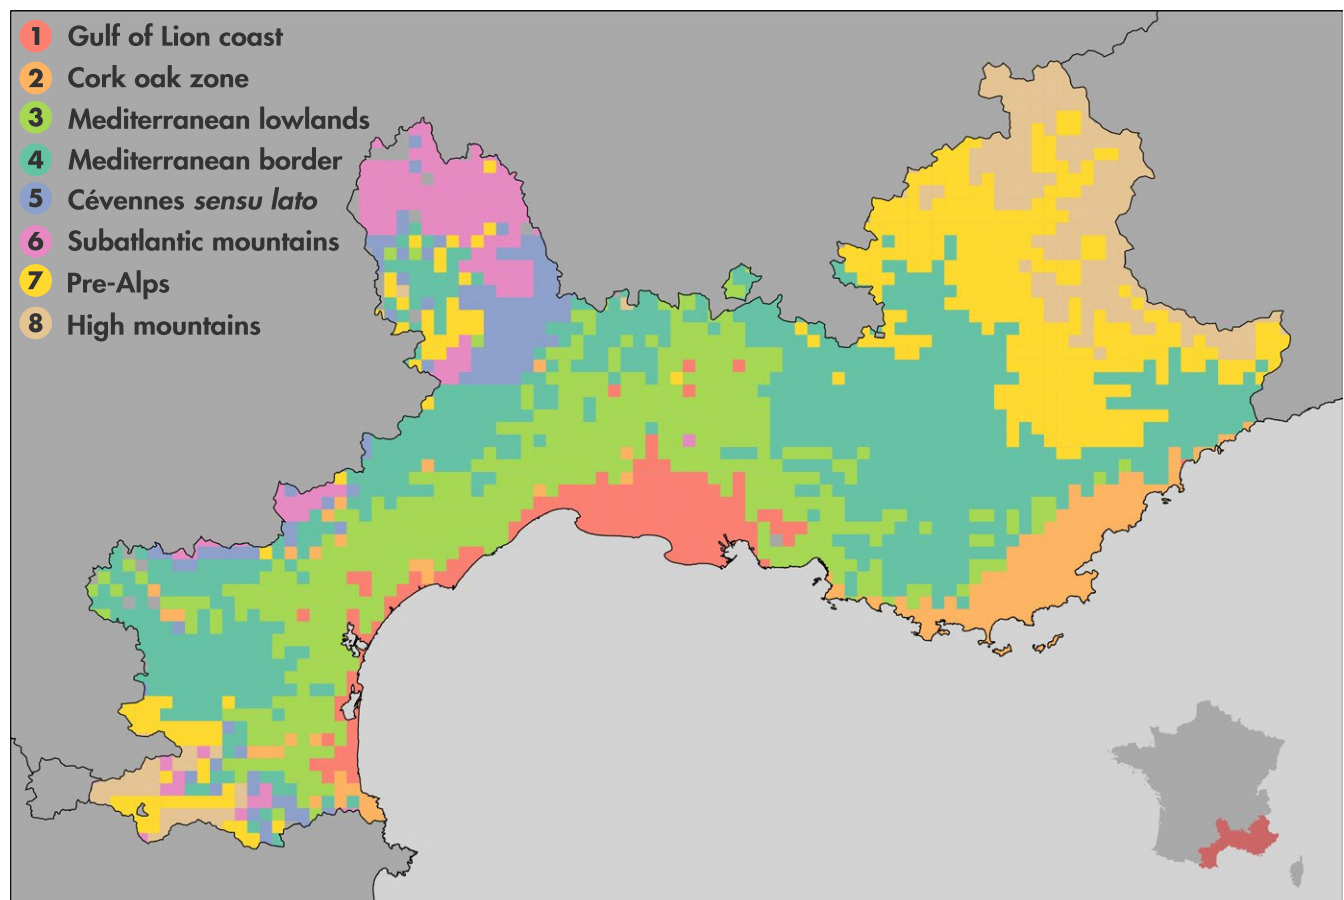 1 Gulf of Lion coast
2 Cork oak zone
3 Mediterranean lowlands
4 Mediterranean border
5 Cévennes sensu lato
6 Subatlantic mountains
7 Pre-Alps
8 High mountains